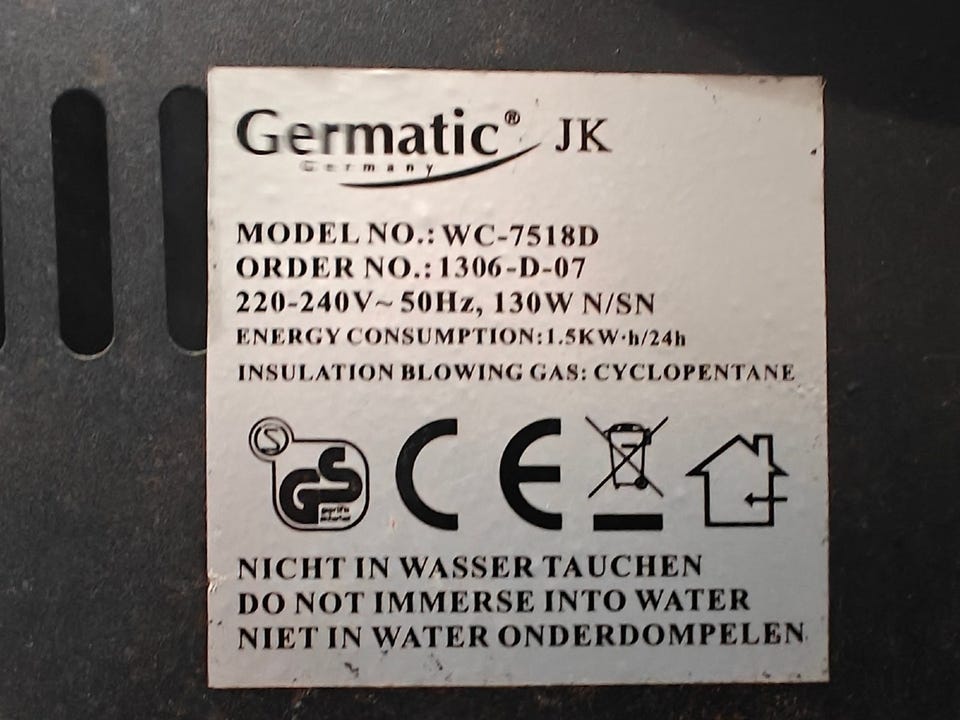 Germatic® JK
Germany
MODEL NO.: WC-7518D
ORDER NO.: 1306-D-07
220-240V~ 50Hz, 130W N/SN
ENERGY CONSUMPTION:1.5KW·h/24h
INSULATION BLOWING GAS: CYCLOPENTANE
S GS CE
NICHT IN WASSER TAUCHEN
DO NOT IMMERSE INTO WATER
NIET IN WATER ONDERDOMPELEN